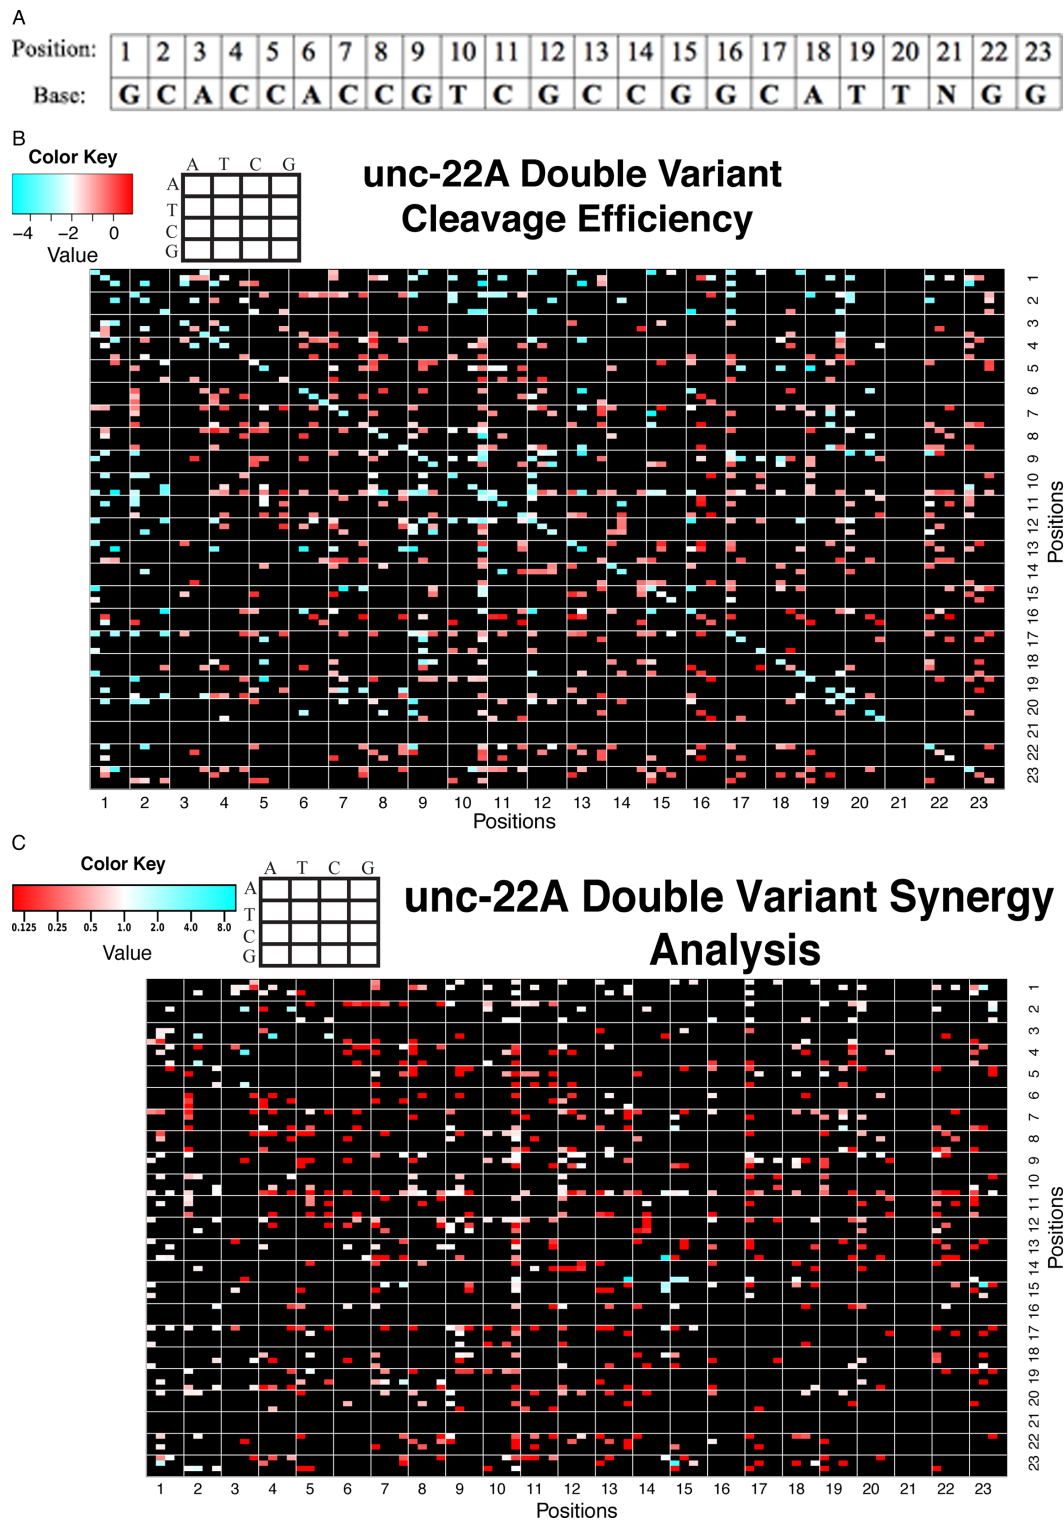 A
Position: 1 2 3 4 5 6 7 8 9 10 11 12 13 14 15 16 17 18 19 20 21 22 23
Base: G C A C C A C C G T C G C C G G C A T T N G G
B
Color Key
−4 −2 0
Value
A T C G
A
T
C
G
unc-22A Double Variant
Cleavage Efficiency
1
2
3
4
5
6
7
8
9
10
11
12
13
14
15
16
17
18
19
20
21
22
23
Positions
1 2 3 4 5 6 7 8 9 10 11 12 13 14 15 16 17 18 19 20 21 22 23
Positions
C
Color Key
0.125 0.25 0.5 1.0 2.0 4.0 8.0
Value
A T C G
A
T
C
G
unc-22A Double Variant Synergy
Analysis
1
2
3
4
5
6
7
8
9
10
11
12
13
14
15
16
17
18
19
20
21
22
23
Positions
1 2 3 4 5 6 7 8 9 10 11 12 13 14 15 16 17 18 19 20 21 22 23
Positions